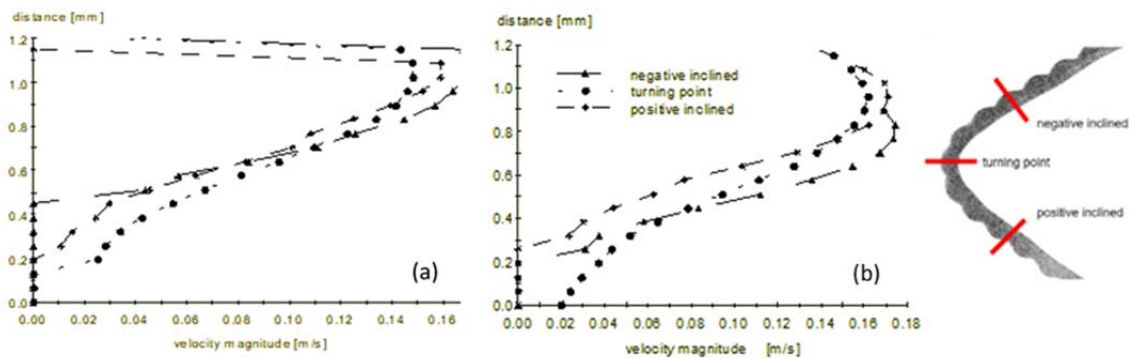 distance [mm]
1.2
1.0
0.8
0.6
0.4
0.2
0.0
0.00 0.02 0.04 0.06 0.08 0.10 0.12 0.14 0.16
velocity magnitude [m/s]
(a)
distance [mm]
1.2
1.0
0.8
0.6
0.4
0.2
0.0
negative inclined
turning point
positive inclined
0.00 0.02 0.04 0.06 0.08 0.10 0.12 0.14 0.16 0.18
velocity magnitude [m/s]
(b)
negative inclined
turning point
positive inclined